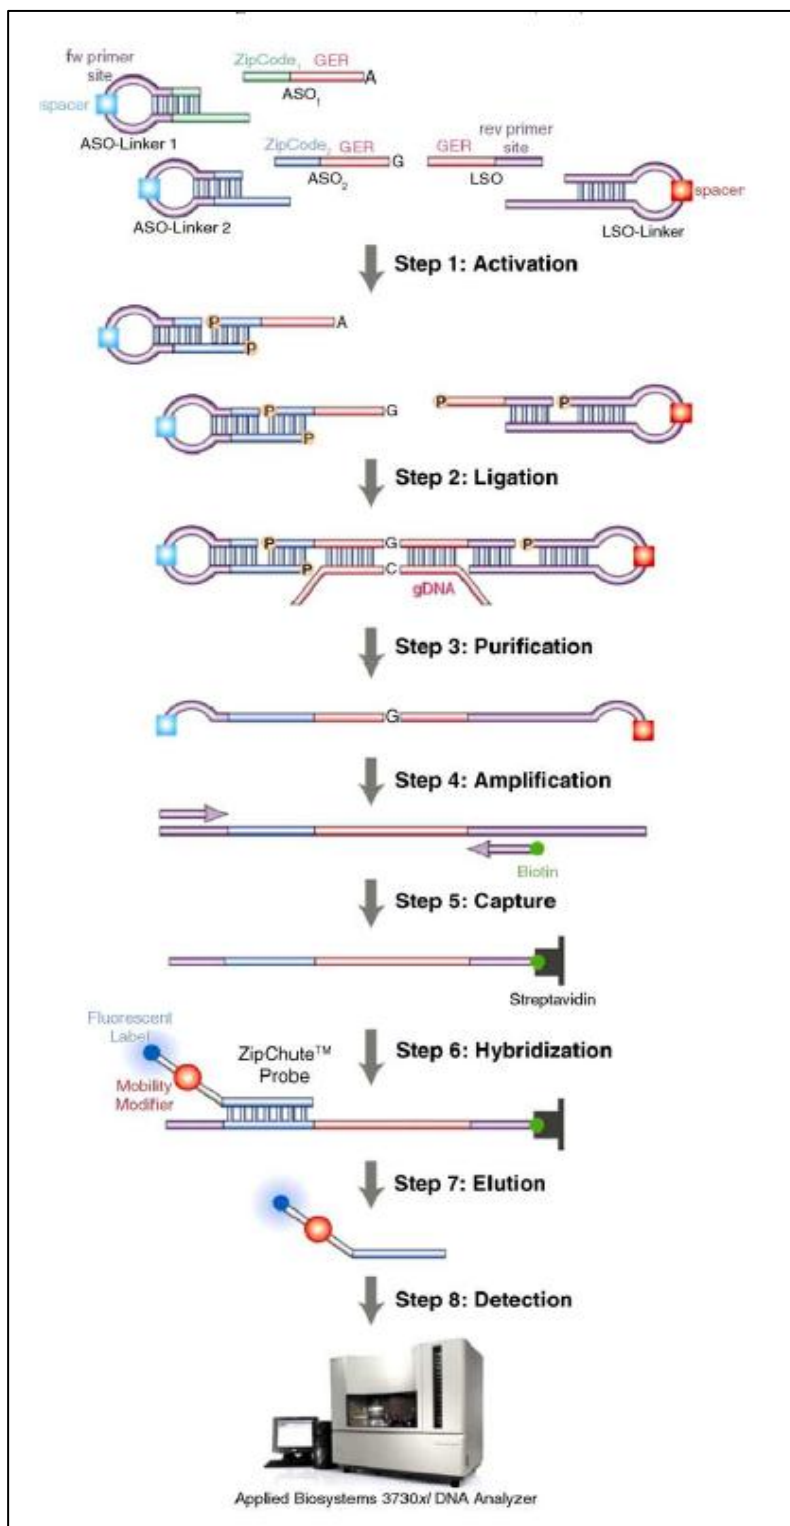 fw primer
site
spacer
ASO-Linker 1
ZipCode1 GER
A
ASO1
ZipCode2 GER
G
ASO2
GER
rev primer
site
LSO
ASO-Linker 2
spacer
LSO-Linker
Step 1: Activation
P
A
P
P
G
P
P
P
Step 2: Ligation
P
G
P
P
C
gDNA
Step 3: Purification
G
Step 4: Amplification
Biotin
Step 5: Capture
Streptavidin
Fluorescent
Label
ZipChute™
Probe
Mobility
Modifier
Step 6: Hybridization
Step 7: Elution
Step 8: Detection
Applied Biosystems 3730xl DNA Analyzer